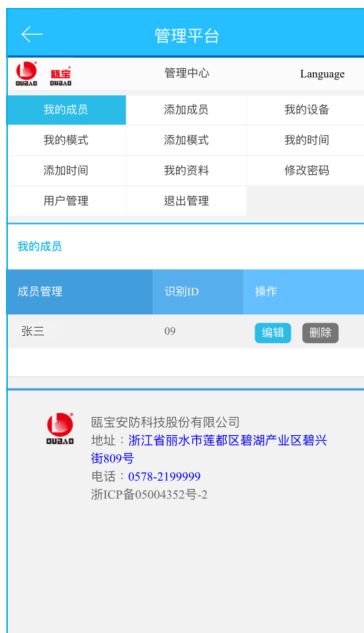 管理平台
OUBAO 瓯宝 OUBAO 管理中心 Language
我的成员 添加成员 我的设备
我的模式 添加模式 我的时间
添加时间 我的资料 修改密码
用户管理 退出管理
我的成员
成员管理 识别ID 操作
张三 09 编辑 删除
OUBAO
瓯宝安防科技股份有限公司
地址：浙江省丽水市莲都区碧湖产业区碧兴
街809号
电话：0578-2199999
浙ICP备05004352号-2